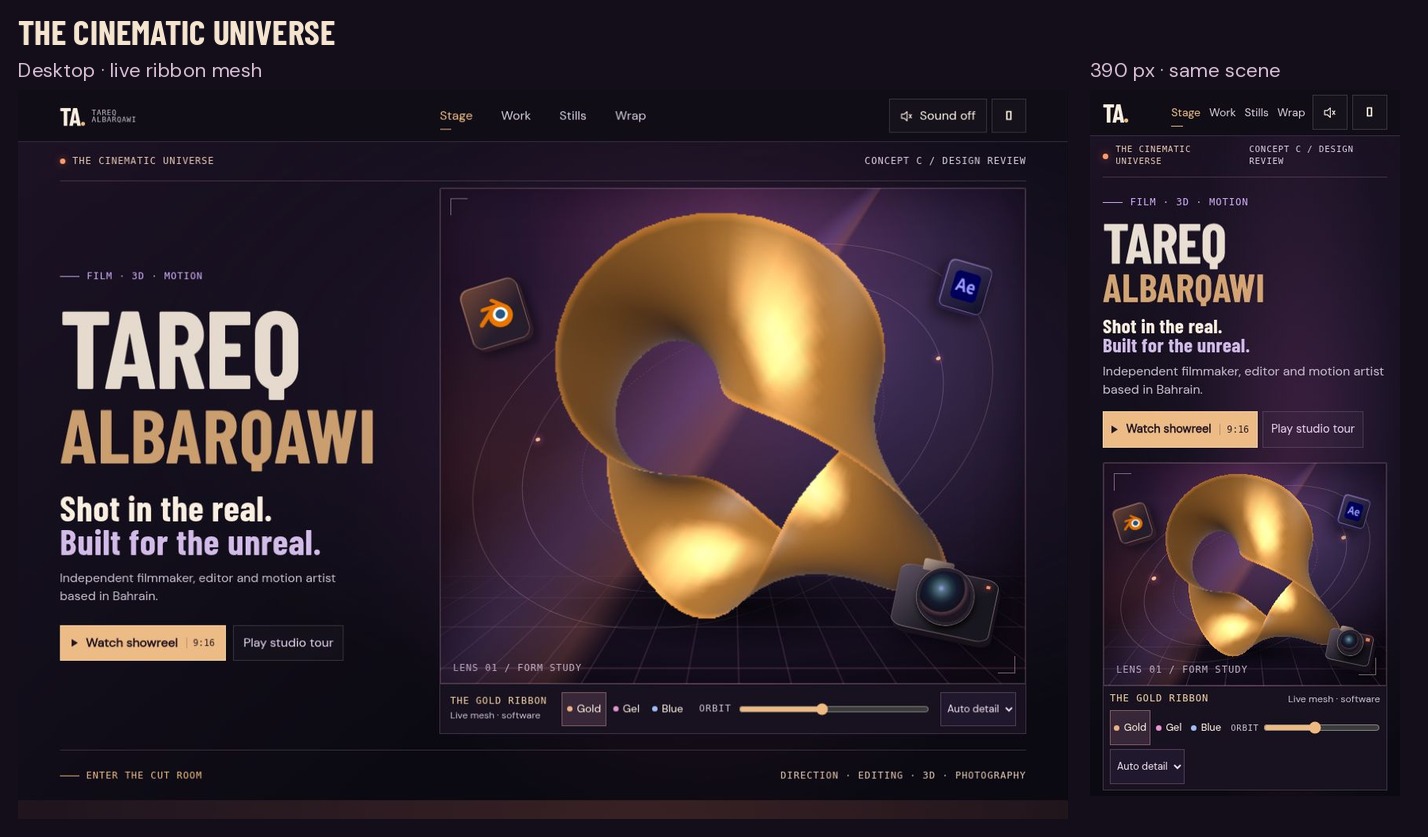 THE CINEMATIC UNIVERSE
Desktop · live ribbon mesh
TA.
TAREQ
ALBARQAWI
Stage
Work
Stills
Wrap
Sound off
THE CINEMATIC UNIVERSE
CONCEPT C / DESIGN REVIEW
FILM · 3D · MOTION
TAREQ
ALBARQAWI
Shot in the real.
Built for the unreal.
Independent filmmaker, editor and motion artist
based in Bahrain.
Watch showreel
9:16
Play studio tour
Ae
LENS 01 / FORM STUDY
THE GOLD RIBBON
Live mesh · software
Gold
Gel
Blue
ORBIT
Auto detail
ENTER THE CUT ROOM
DIRECTION · EDITING · 3D · PHOTOGRAPHY
390 px · same scene
TA.
Stage
Work
Stills
Wrap
THE CINEMATIC
UNIVERSE
CONCEPT C / DESIGN
REVIEW
FILM · 3D · MOTION
TAREQ
ALBARQAWI
Shot in the real.
Built for the unreal.
Independent filmmaker, editor and motion artist
based in Bahrain.
Watch showreel
9:16
Play studio tour
Ae
LENS 01 / FORM STUDY
THE GOLD RIBBON
Live mesh · software
Gold
Gel
Blue
ORBIT
Auto detail